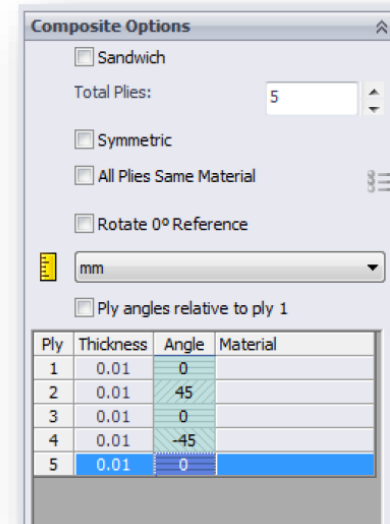 Composite Options
Sandwich
Total Plies: 5
Symmetric
All Plies Same Material
Rotate 0º Reference
mm
Ply angles relative to ply 1
Ply Thickness Angle Material
1 0.01 0
2 0.01 45
3 0.01 0
4 0.01 -45
5 0.01 0